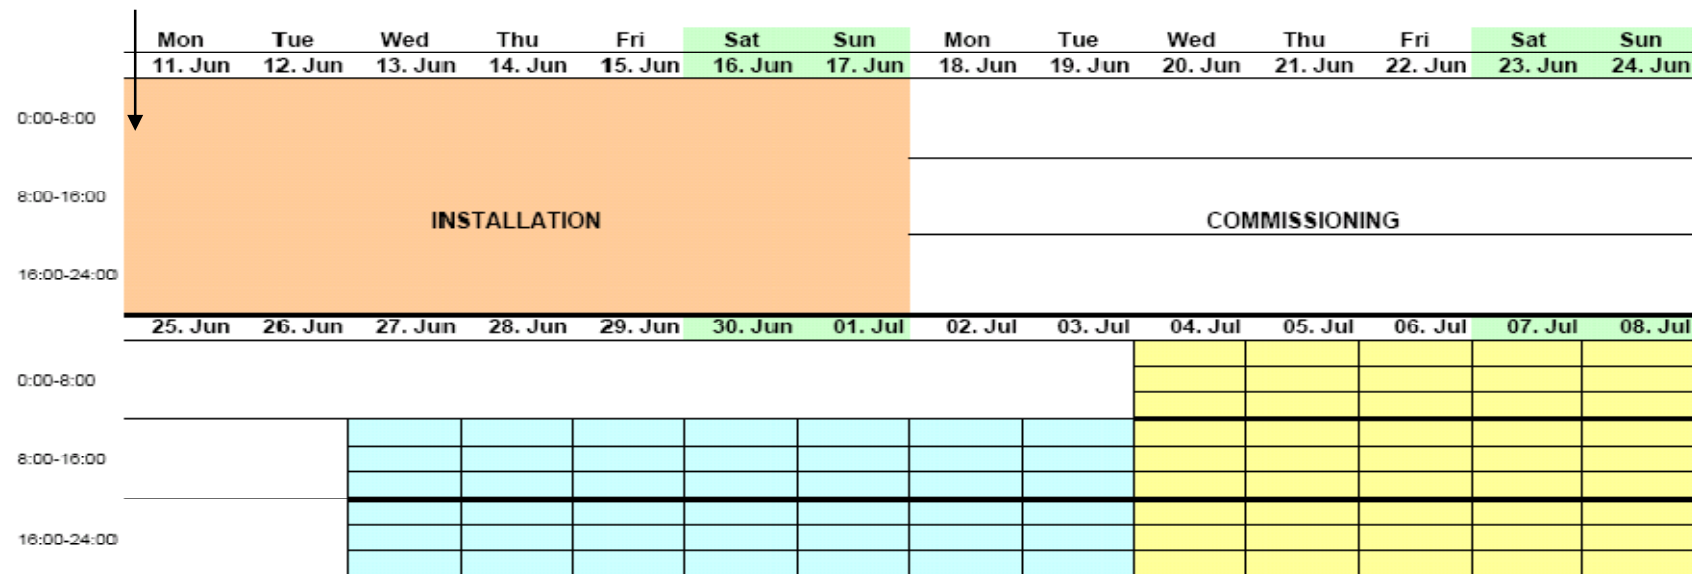 Mon Tue Wed Thu Fri Sat Sun Mon Tue Wed Thu Fri Sat Sun
11. Jun 12. Jun 13. Jun 14. Jun 15. Jun 16. Jun 17. Jun 18. Jun 19. Jun 20. Jun 21. Jun 22. Jun 23. Jun 24. Jun
0:00-8:00
8:00-16:00
INSTALLATION COMMISSIONING
16:00-24:00
25. Jun 26. Jun 27. Jun 28. Jun 29. Jun 30. Jun 01. Jul 02. Jul 03. Jul 04. Jul 05. Jul 06. Jul 07. Jul 08. Jul
0:00-8:00
8:00-16:00
16:00-24:00